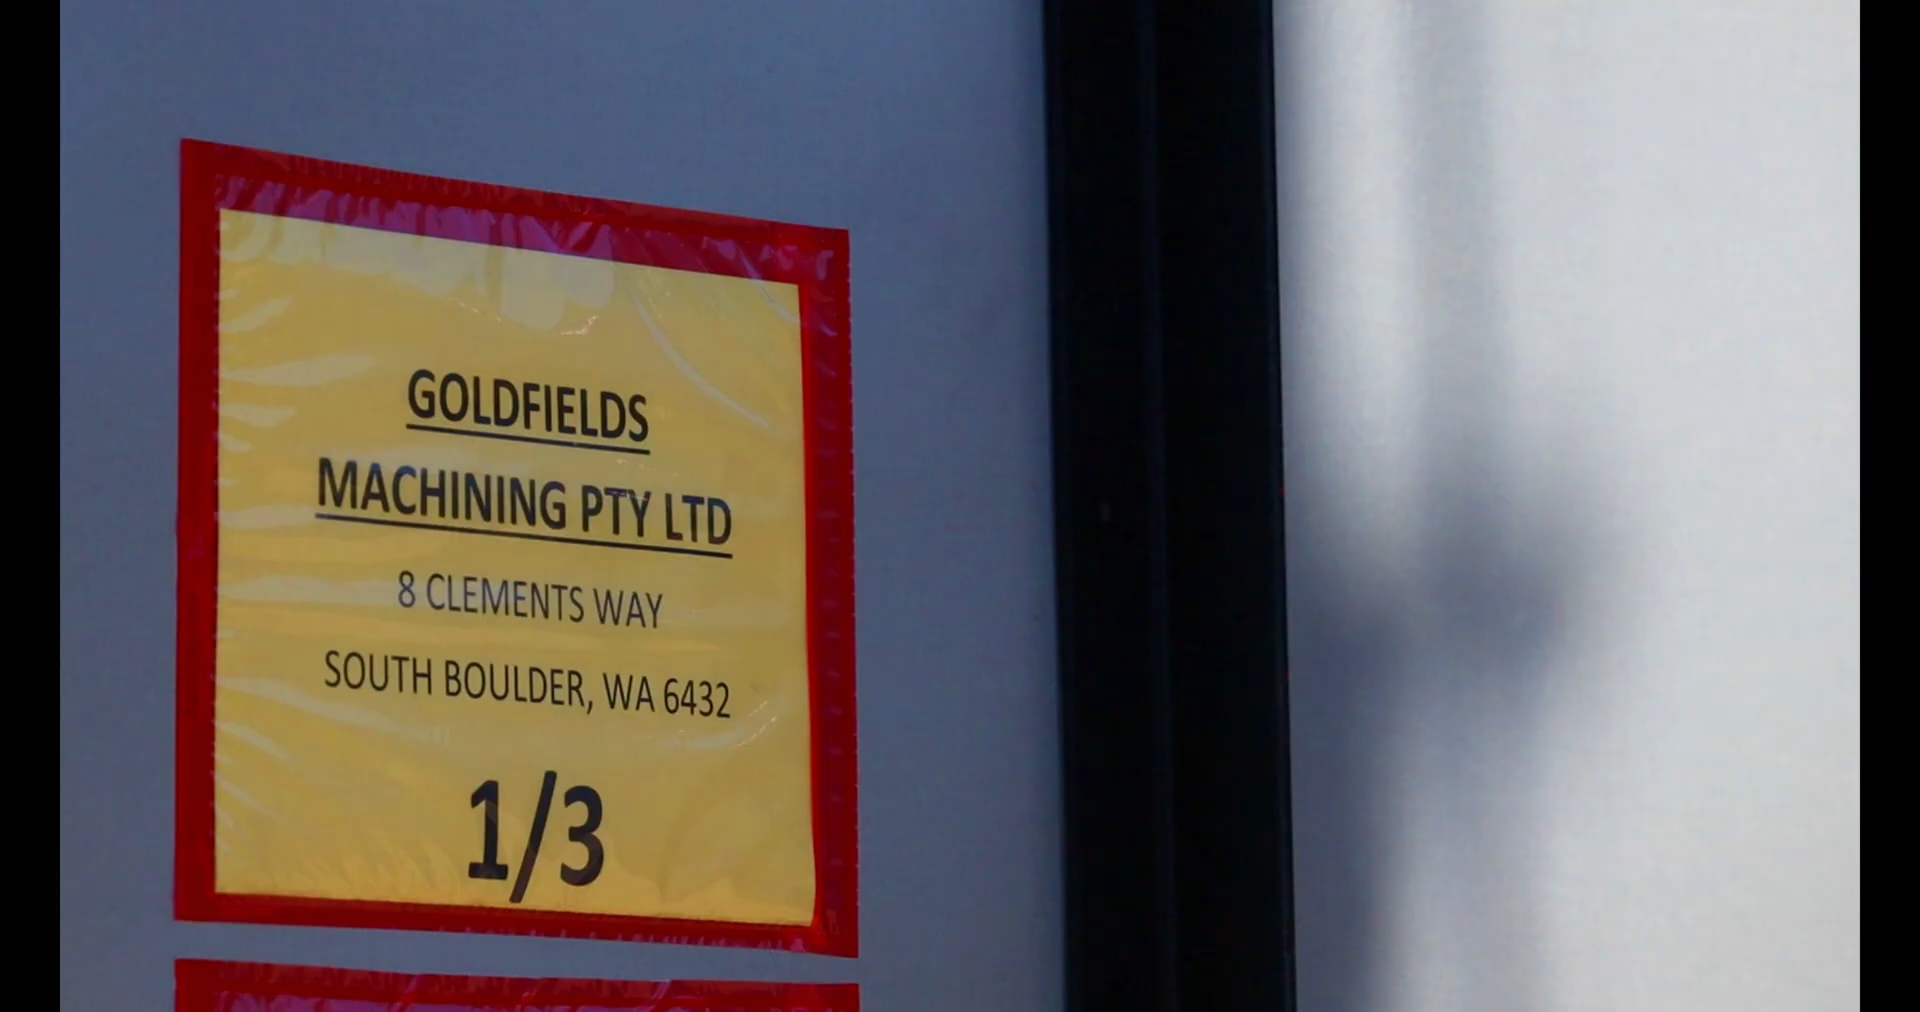 GOLDFIELDS
MACHINING PTY LTD
8 CLEMENTS WAY
SOUTH BOULDER, WA 6432
1/3